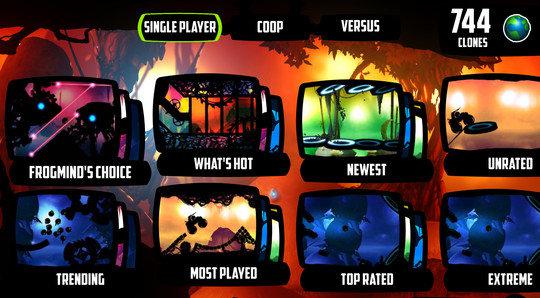 SINGLE PLAYER
COOP
VERSUS
744
CLONES
FROGMIND'S CHOICE
WHAT'S HOT
NEWEST
UNRATED
TRENDING
MOST PLAYED
TOP RATED
EXTREME